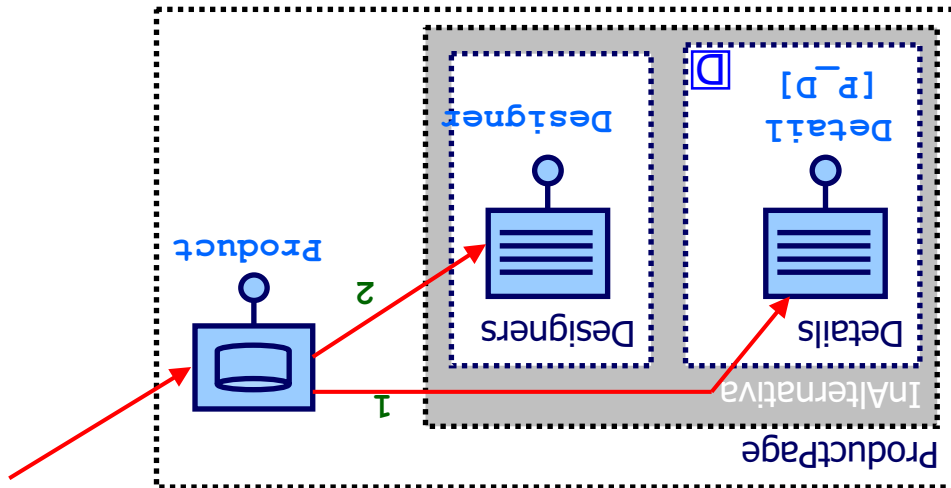 ProductPage
InAlternativa
Details
Designers
1
2
Product
Detail
[P_D]
Designer
D